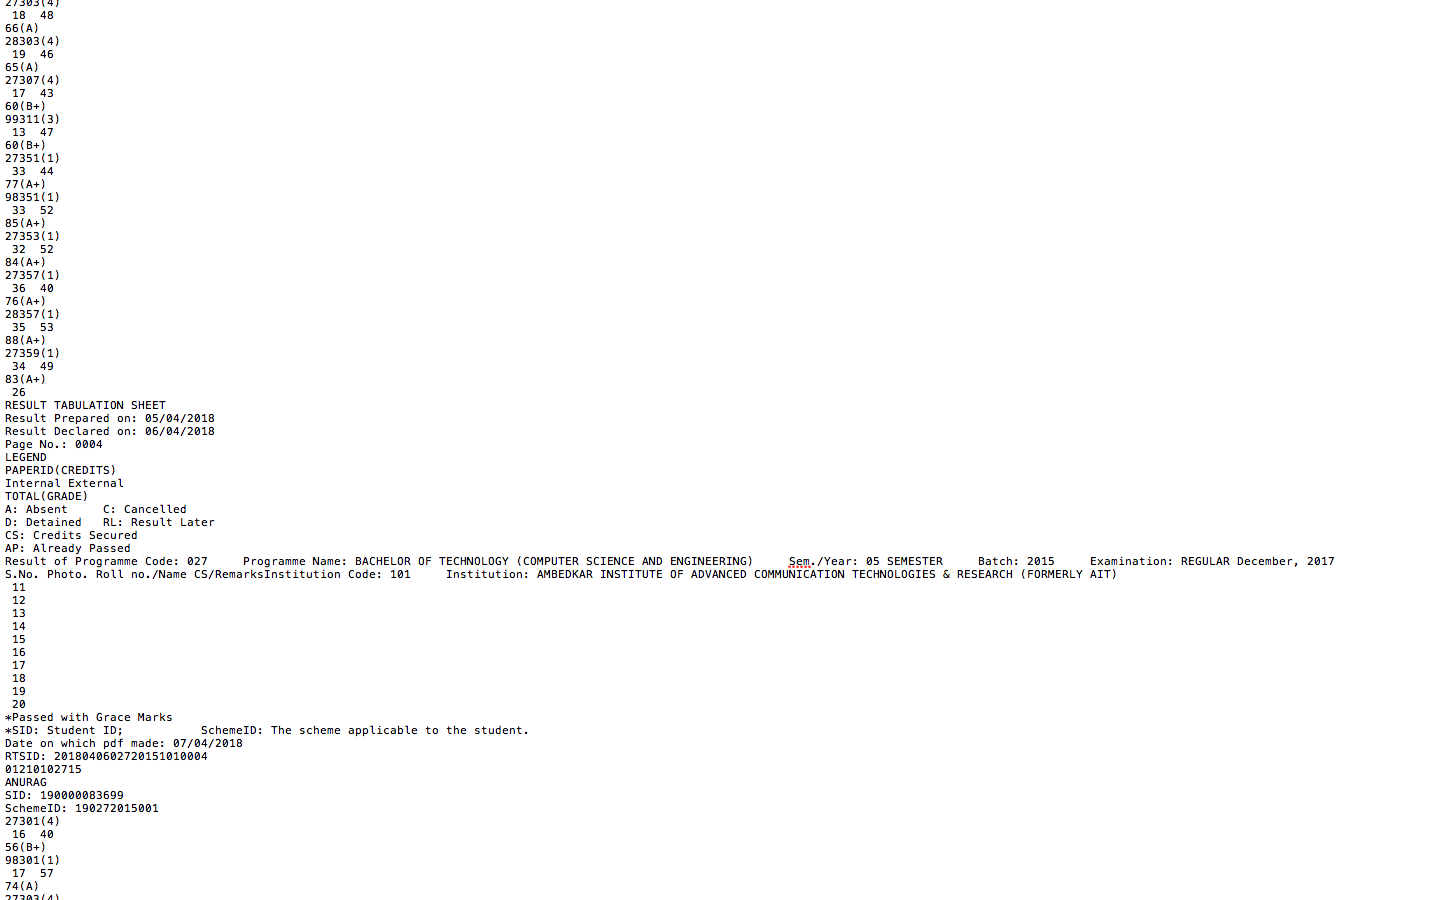 27303(4)
18 48
66(A)
28303(4)
19 46
65(A)
27307(4)
17 43
60(B+)
99311(3)
13 47
60(B+)
27351(1)
33 44
77(A+)
98351(1)
33 52
85(A+)
27353(1)
32 52
84(A+)
27357(1)
36 40
76(A+)
28357(1)
35 53
88(A+)
27359(1)
34 49
83(A+)
26
RESULT TABULATION SHEET
Result Prepared on: 05/04/2018
Result Declared on: 06/04/2018
Page No.: 0004
LEGEND
PAPERID(CREDITS)
Internal External
TOTAL(GRADE)
A: Absent C: Cancelled
D: Detained RL: Result Later
CS: Credits Secured
AP: Already Passed
Result of Programme Code: 027 Programme Name: BACHELOR OF TECHNOLOGY (COMPUTER SCIENCE AND ENGINEERING) Sem./Year: 05 SEMESTER Batch: 2015 Examination: REGULAR December, 2017
S.No. Photo. Roll no./Name CS/RemarksInstitution Code: 101 Institution: AMBEDKAR INSTITUTE OF ADVANCED COMMUNICATION TECHNOLOGIES & RESEARCH (FORMERLY AIT)
11
12
13
14
15
16
17
18
19
20
*Passed with Grace Marks
*SID: Student ID; SchemeID: The scheme applicable to the student.
Date on which pdf made: 07/04/2018
RTSID: 2018040602720151010004
01210102715
ANURAG
SID: 190000083699
SchemeID: 190272015001
27301(4)
16 40
56(B+)
98301(1)
17 57
74(A)
27303(4)